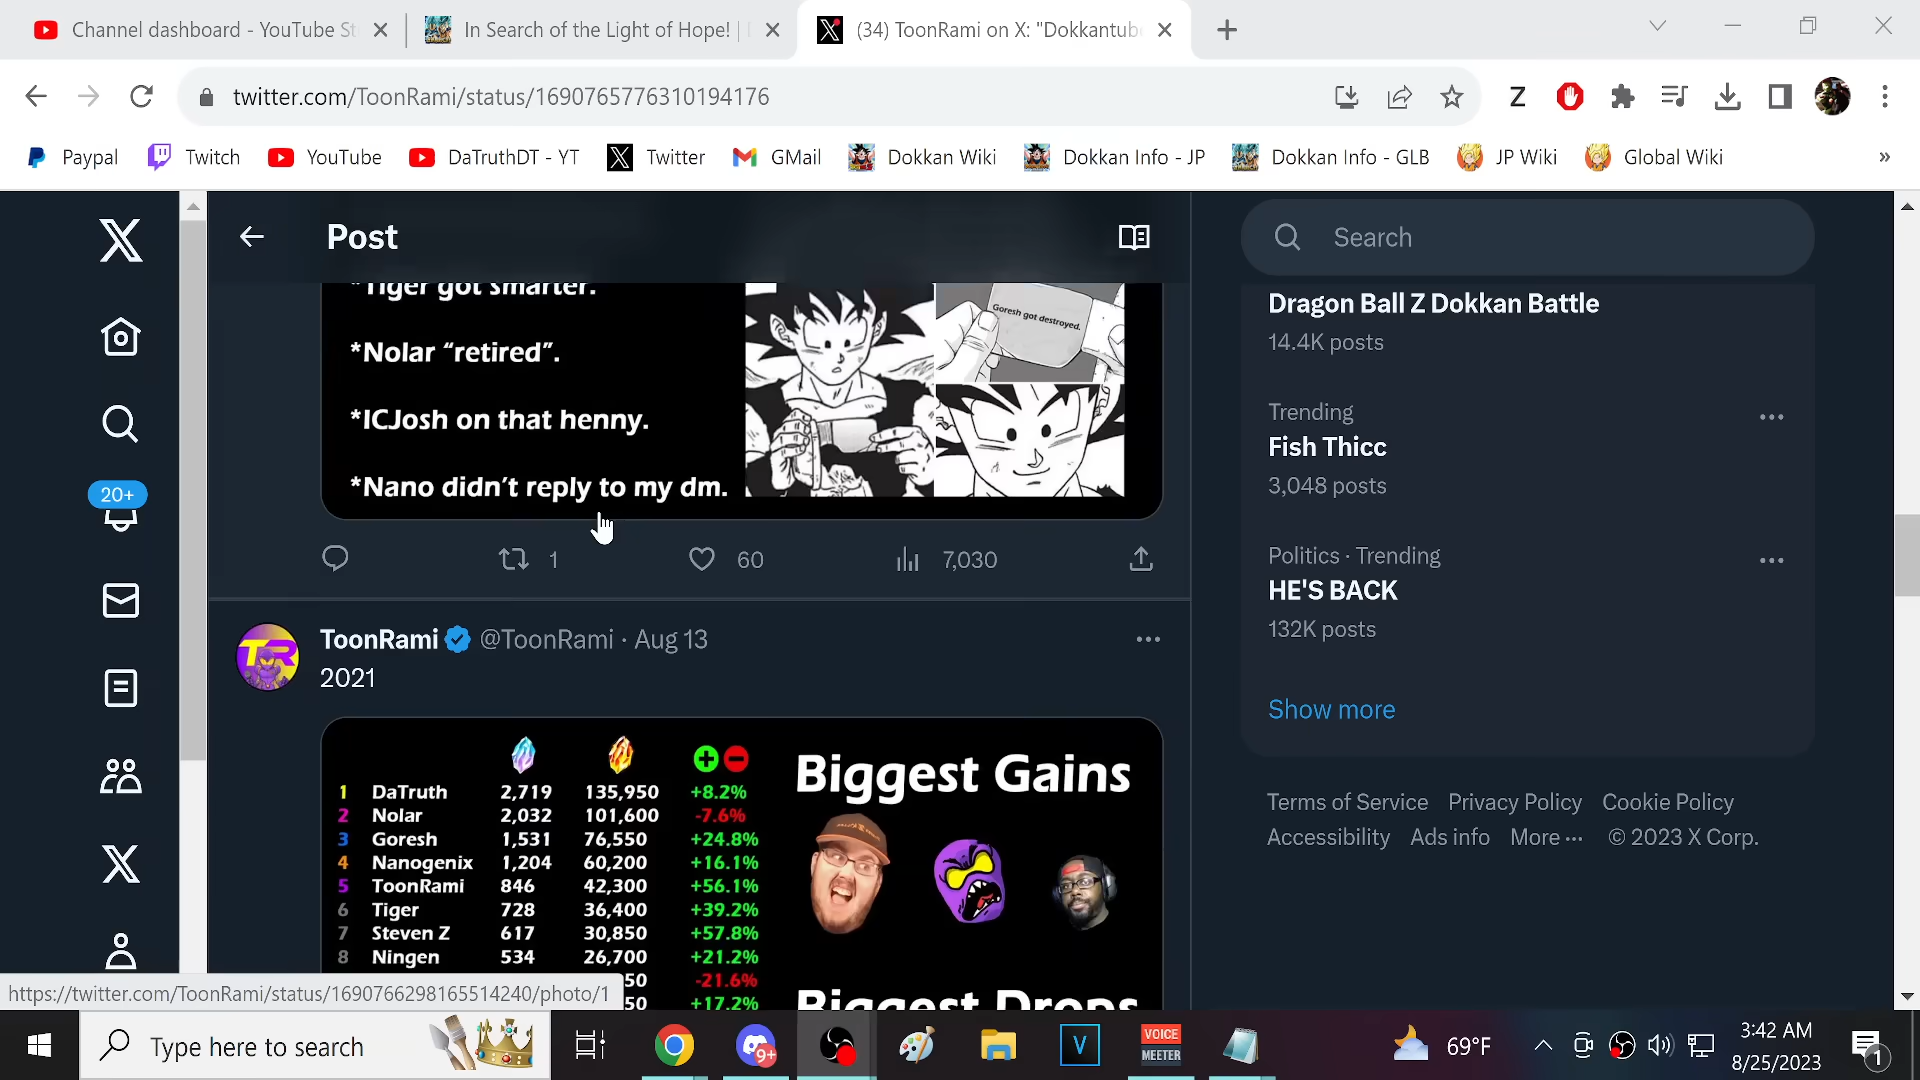 Channel dashboard - YouTube St
In Search of the Light of Hope! |
(34) ToonRami on X: "Dokkantube
twitter.com/ToonRami/status/1690765776310194176
Z
Paypal
Twitch
YouTube
DaTruthDT - YT
Twitter
GMail
Dokkan Wiki
Dokkan Info - JP
Dokkan Info - GLB
JP Wiki
Global Wiki
»
Post
Search
*Tiger got smarter.
*Nolar “retired”.
*ICJosh on that henny.
*Nano didn’t reply to my dm.
Goresh got destroyed.
1
60
7,030
ToonRami @ToonRami · Aug 13
2021
1 DaTruth 2,719 135,950 +8.2%
2 Nolar 2,032 101,600 -7.6%
3 Goresh 1,531 76,550 +24.8%
4 Nanogenix 1,204 60,200 +16.1%
5 ToonRami 846 42,300 +56.1%
6 Tiger 728 36,400 +39.2%
7 Steven Z 617 30,850 +57.8%
8 Ningen 534 26,700 +21.2%
50 -21.6%
50 +17.2%
Biggest Gains
Biggest Drops
TR
20+
Dragon Ball Z Dokkan Battle
14.4K posts
Trending
Fish Thicc
3,048 posts
Politics · Trending
HE'S BACK
132K posts
Show more
Terms of Service Privacy Policy Cookie Policy
Accessibility Ads info More ··· © 2023 X Corp.
https://twitter.com/ToonRami/status/1690766298165514240/photo/1
Type here to search
9+
V
VOICE
MEETER
69°F
3:42 AM
8/25/2023
1